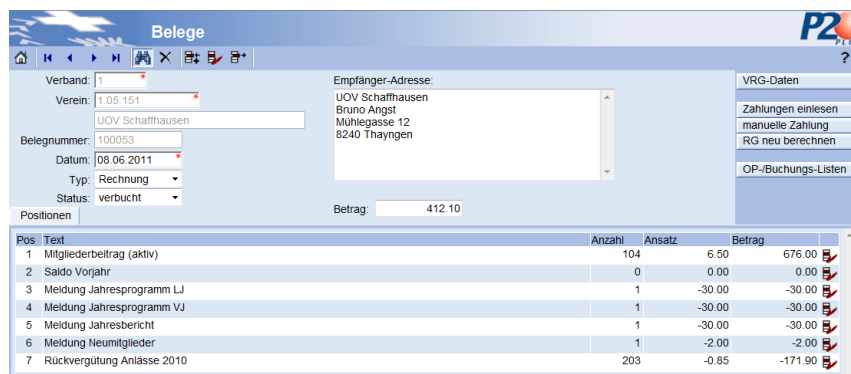 Belege
P2
PL
?
Verband: 1 *
Verein: 1.05.151 *
UOV Schaffhausen
Belegnummer: 100053
Datum: 08.06.2011 *
Typ: Rechnung
Status: verbucht
Empfänger-Adresse:
UOV Schaffhausen
Bruno Angst
Mühlegasse 12
8240 Thayngen
Betrag: 412.10
VRG-Daten
Zahlungen einlesen
manuelle Zahlung
RG neu berechnen
OP-/Buchungs-Listen
Positionen
Pos Text Anzahl Ansatz Betrag
1 Mitgliederbeitrag (aktiv) 104 6.50 676.00
2 Saldo Vorjahr 0 0.00 0.00
3 Meldung Jahresprogramm LJ 1 -30.00 -30.00
4 Meldung Jahresprogramm VJ 1 -30.00 -30.00
5 Meldung Jahresbericht 1 -30.00 -30.00
6 Meldung Neumitglieder 1 -2.00 -2.00
7 Rückvergütung Anlässe 2010 203 -0.85 -171.90